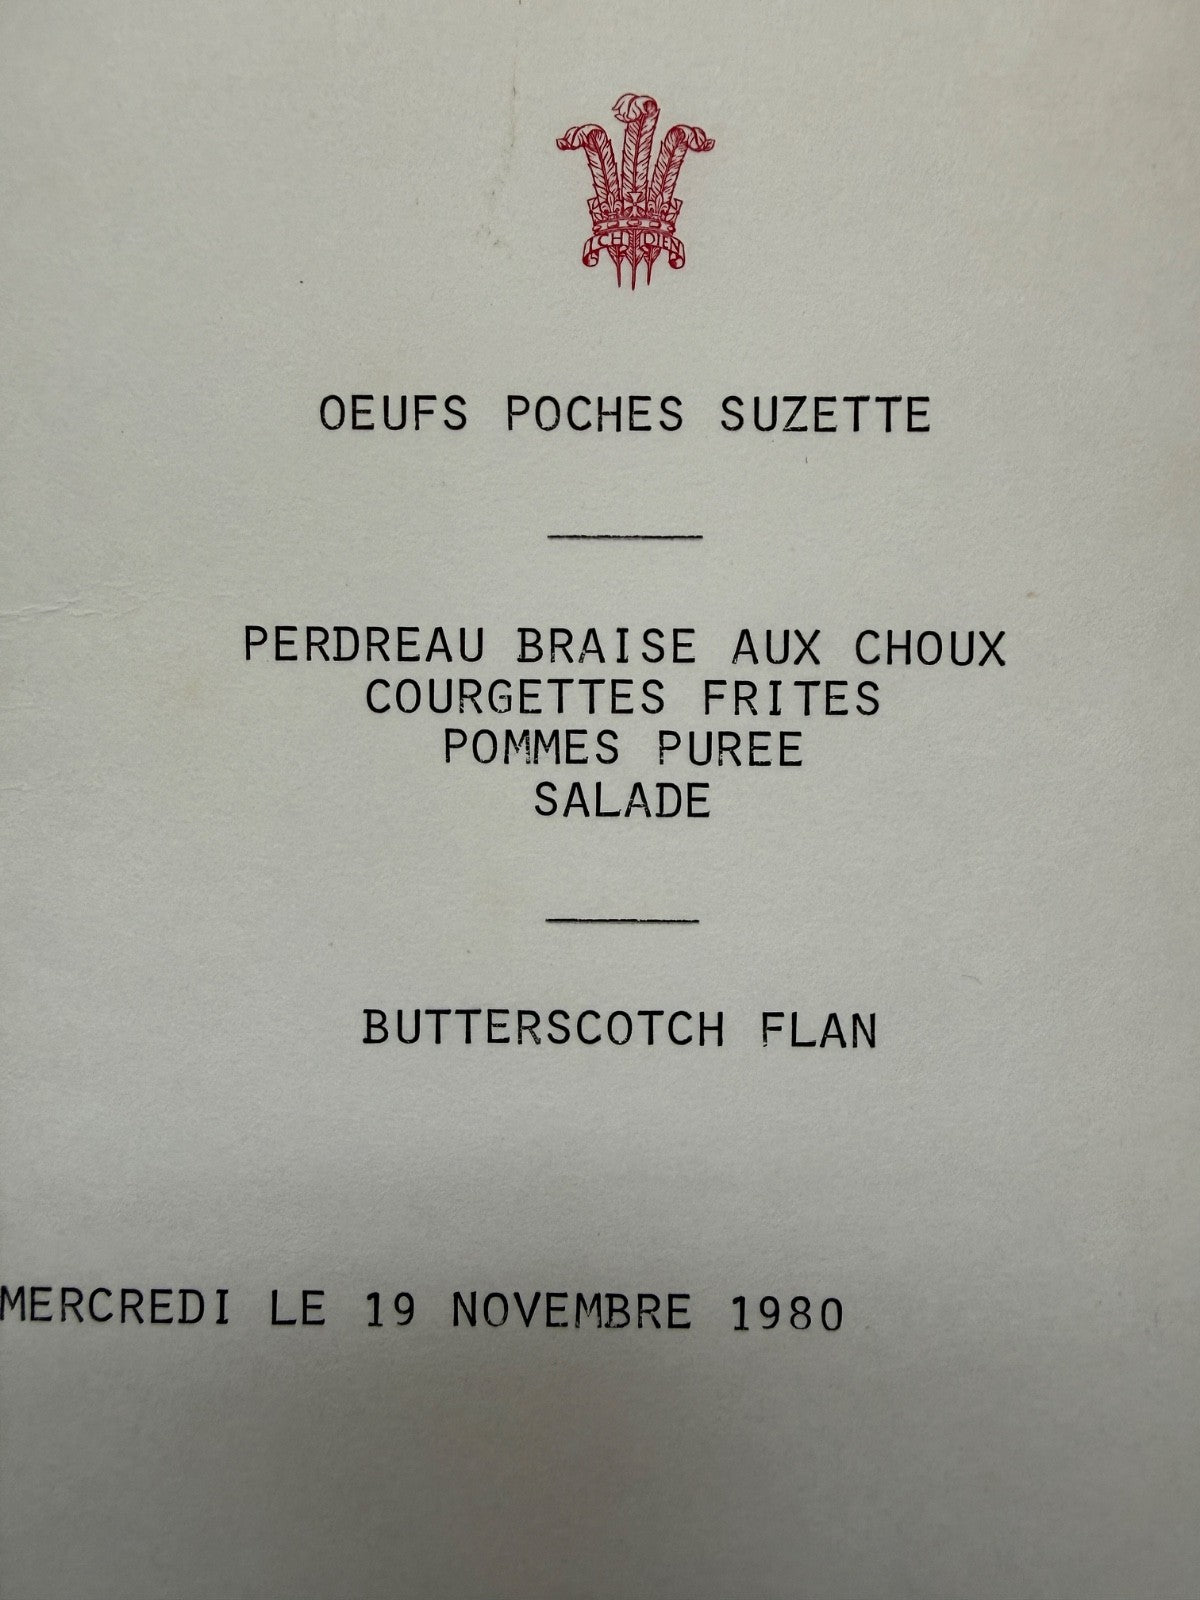 ICH DIEN
OEUFS POCHES SUZETTE
PERDREAU BRAISE AUX CHOUX
COURGETTES FRITES
POMMES PUREE
SALADE
BUTTERSCOTCH FLAN
MERCREDI LE 19 NOVEMBRE 1980